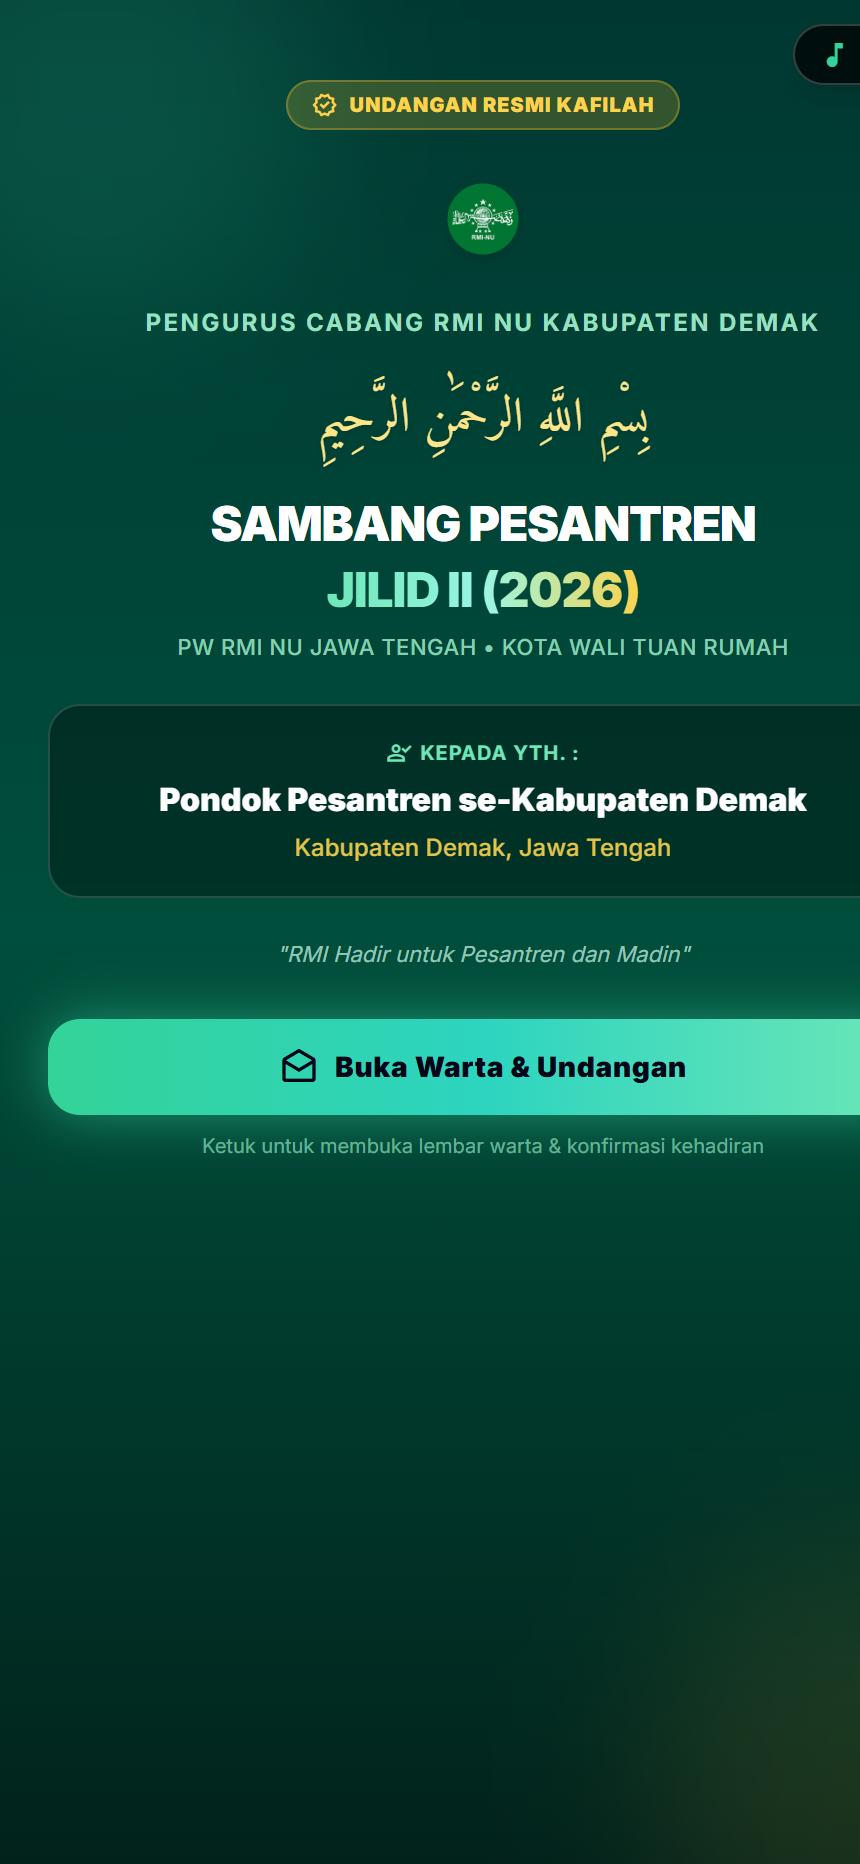 UNDANGAN RESMI KAFILAH
RMI-NU
PENGURUS CABANG RMI NU KABUPATEN DEMAK
بِسْمِ اللَّهِ الرَّحْمَٰنِ الرَّحِيمِ
SAMBANG PESANTREN
JILID II (2026)
PW RMI NU JAWA TENGAH • KOTA WALI TUAN RUMAH
KEPADA YTH. :
Pondok Pesantren se-Kabupaten Demak
Kabupaten Demak, Jawa Tengah
"RMI Hadir untuk Pesantren dan Madin"
Buka Warta & Undangan
Ketuk untuk membuka lembar warta & konfirmasi kehadiran